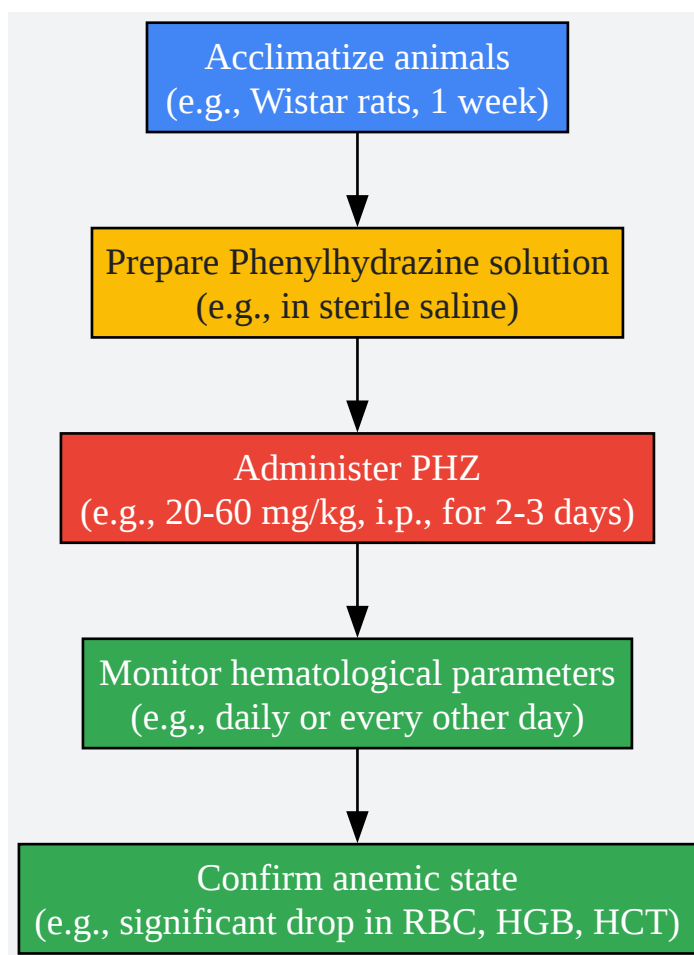 Acclimatize animals
(e.g., Wistar rats, 1 week)
Prepare Phenylhydrazine solution
(e.g., in sterile saline)
Administer PHZ
(e.g., 20-60 mg/kg, i.p., for 2-3 days)
Monitor hematological parameters
(e.g., daily or every other day)
Confirm anemic state
(e.g., significant drop in RBC, HGB, HCT)